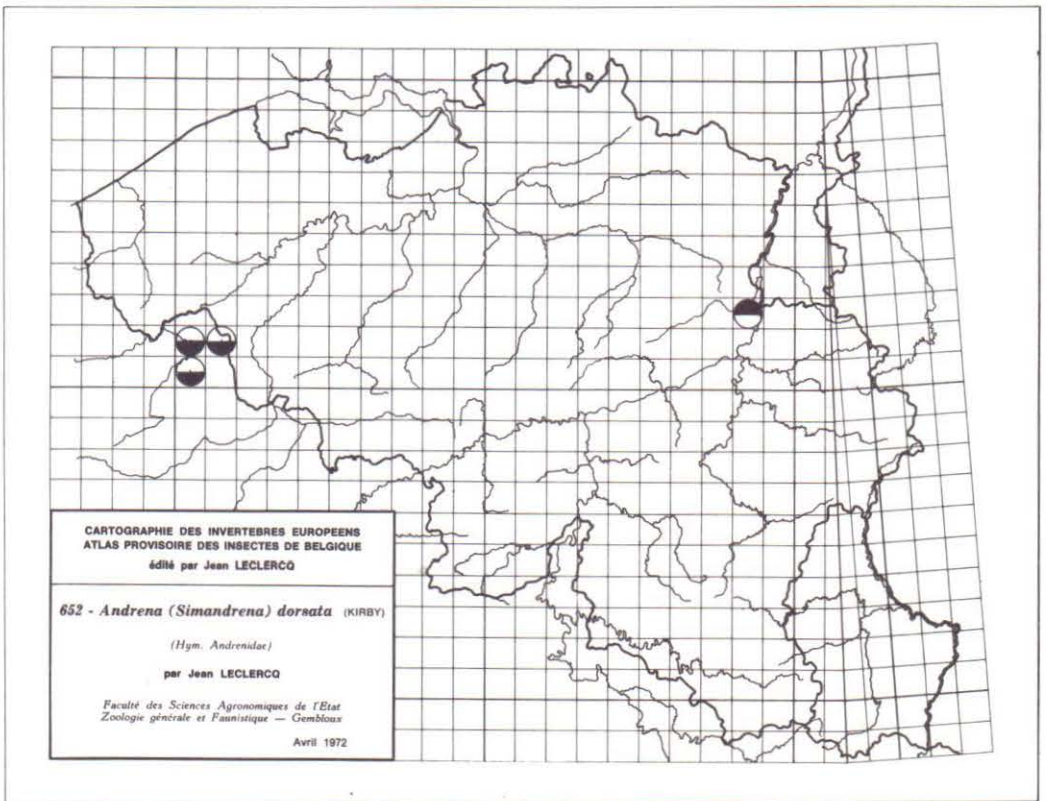 CARTOGRAPHIE DES INVERTEBRES EUROPEENS
ATLAS PROVISOIRE DES INSECTES DE BELGIQUE
édité par Jean LECLERCQ
652 - Andrena (Simandrena) dorsata (KIRBY)
(Hym. Andrenidae)
par Jean LECLERCQ
Faculté des Sciences Agronomiques de l'Etat
Zoologie générale et Faunistique — Gembloux
Avril 1972